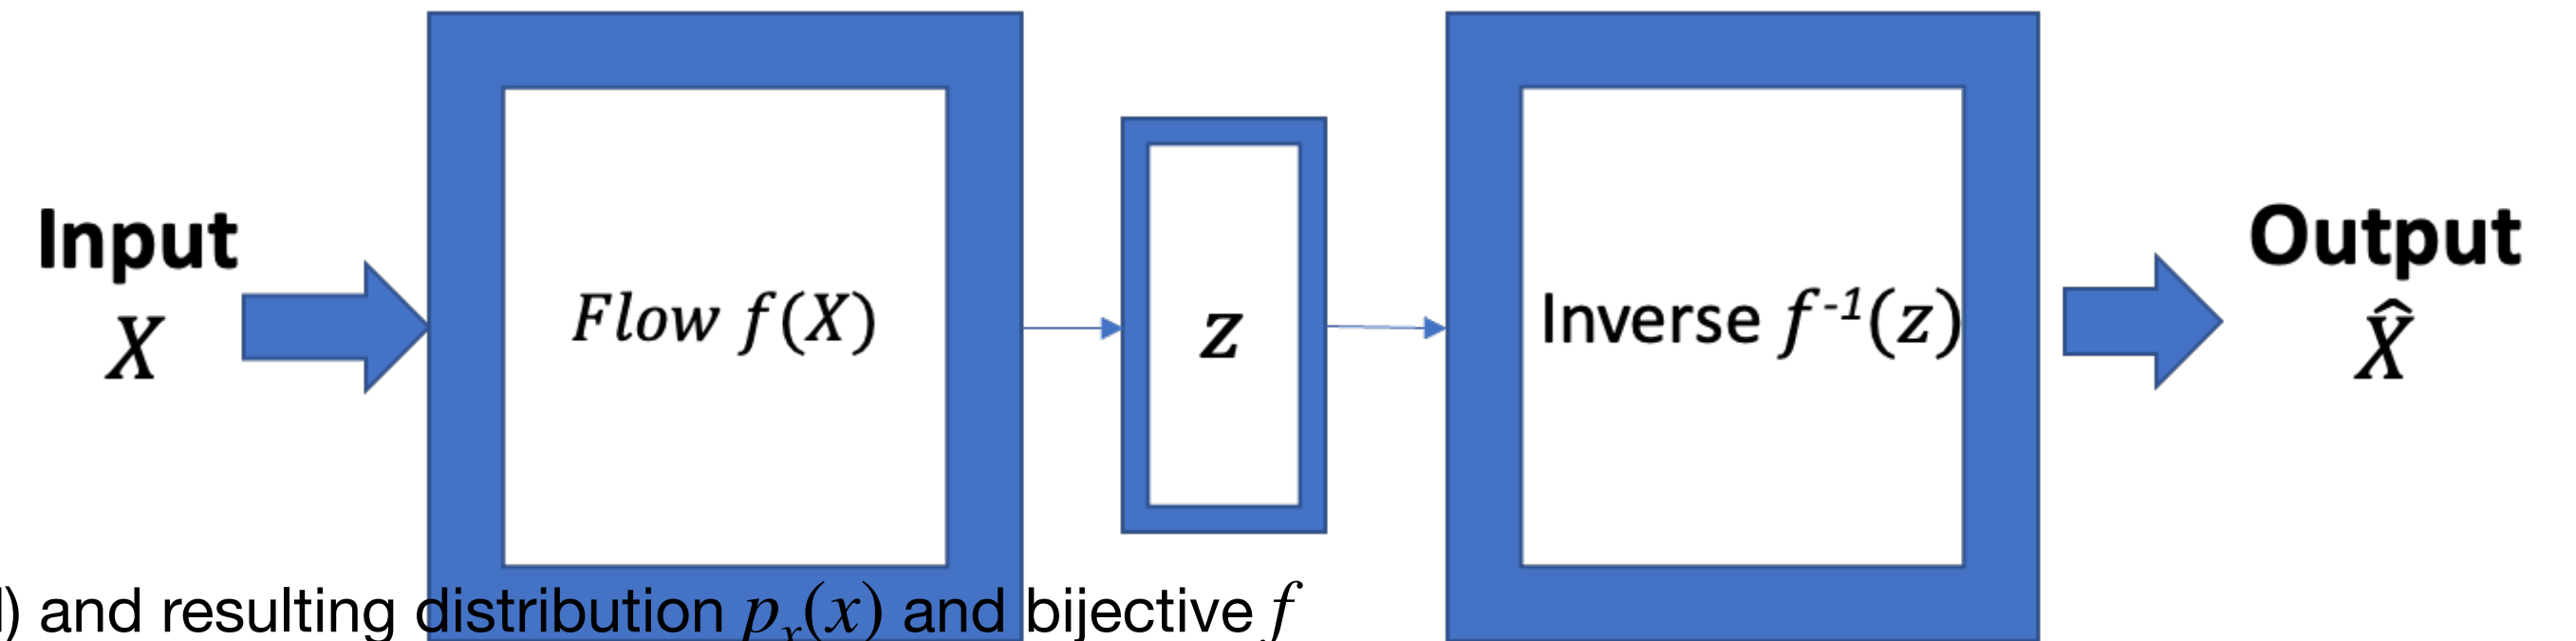 Input
X
Flow f(X)
z
Inverse f⁻¹(z)
Output
X̂
) and resulting distribution pₓ(x) and bijective f